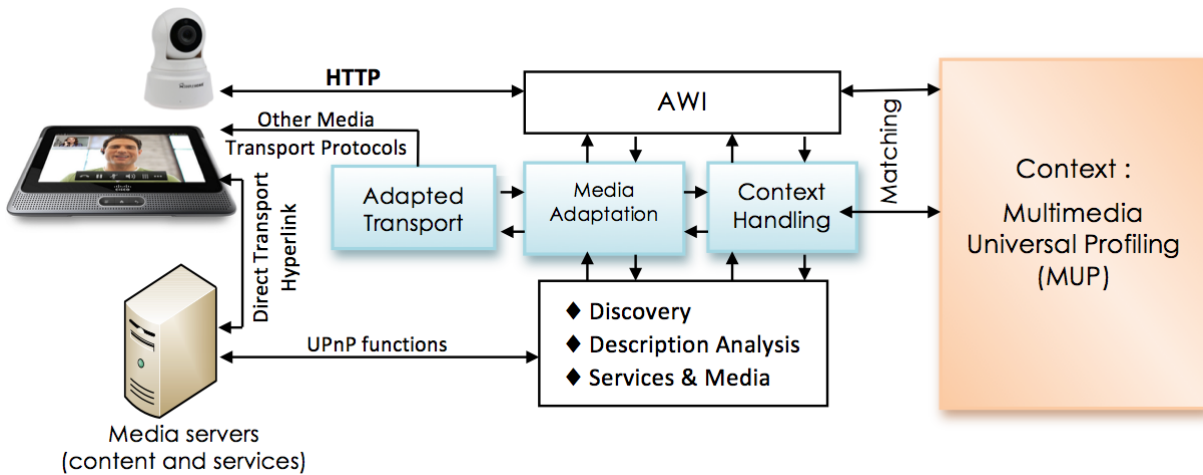 HTTP
AWI
Other Media
Transport Protocols
Matching
Adapted
Transport
Media
Adaptation
Context
Handling
Context :
Multimedia
Universal Profiling
(MUP)
Direct Transport
Hyperlink
♦ Discovery
♦ Description Analysis
♦ Services & Media
UPnP functions
Media servers
(content and services)